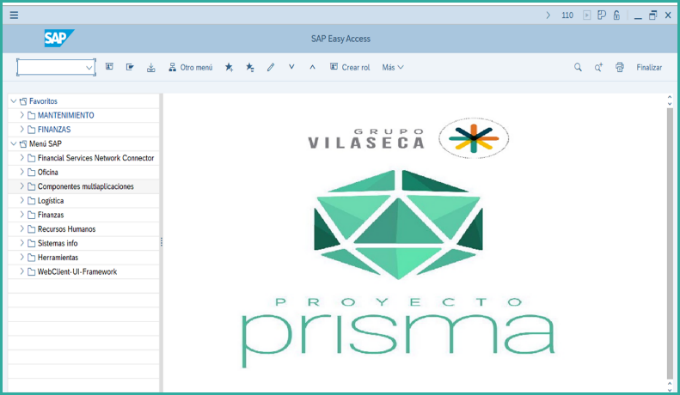 110
SAP
SAP Easy Access
Otro menú
Crear rol
Más
Finalizar
Favoritos
MANTENIMIENTO
FINANZAS
Menú SAP
Financial Services Network Connector
Oficina
Componentes multiaplicaciones
Logística
Finanzas
Recursos Humanos
Sistemas info
Herramientas
WebClient-UI-Framework
GRUPO
VILASECA
PROYECTO
prisma